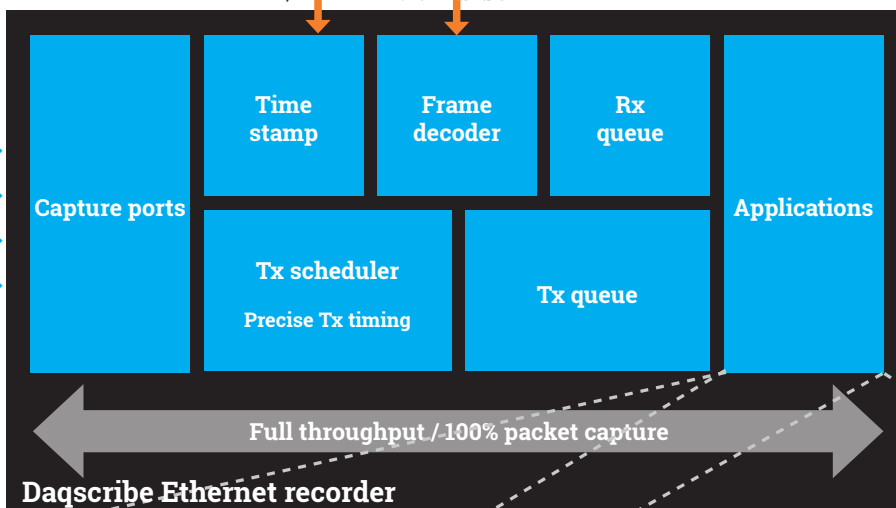 Time
stamp
Frame
decoder
Rx
queue
Capture ports
Applications
Tx scheduler
Precise Tx timing
Tx queue
Full throughput / 100% packet capture
Daqscribe Ethernet recorder